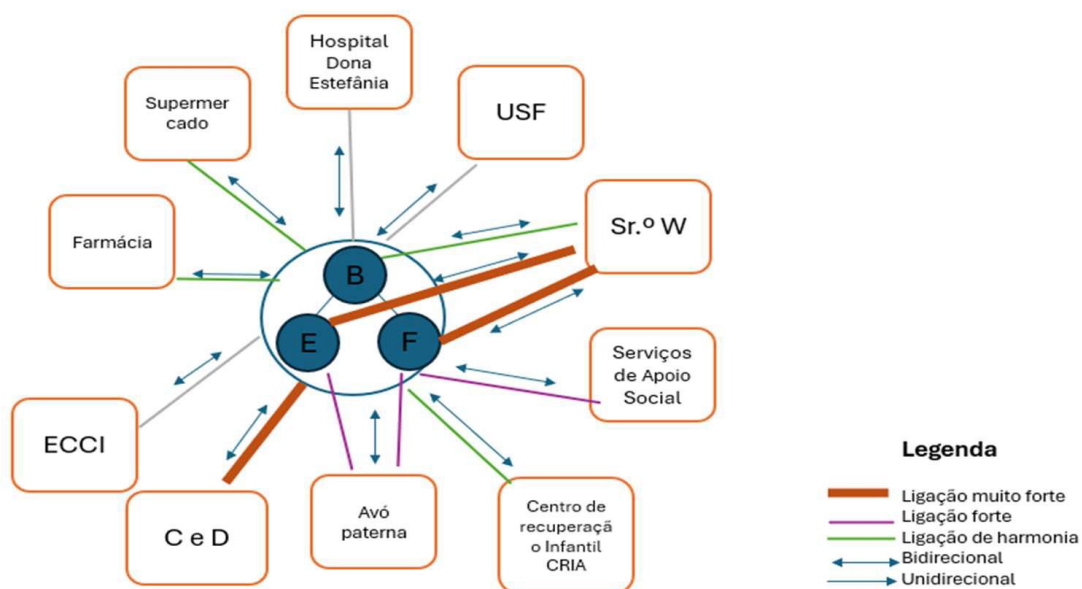 Hospital
Dona
Estefânia
Supermer
cado
USF
Farmácia
Sr.º W
B
E
F
Serviços
de Apoio
Social
ECCI
C e D
Avó
paterna
Centro de
recuperaçã
o Infantil
CRIA
Legenda
Ligação muito forte
Ligação forte
Ligação de harmonia
Bidirecional
Unidirecional